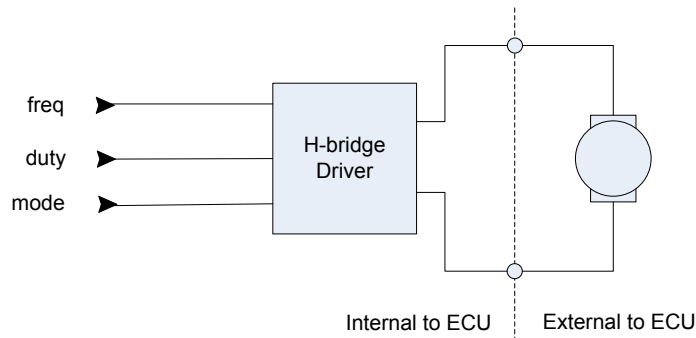 freq
duty
mode
H-bridge
Driver
Internal to ECU
External to ECU